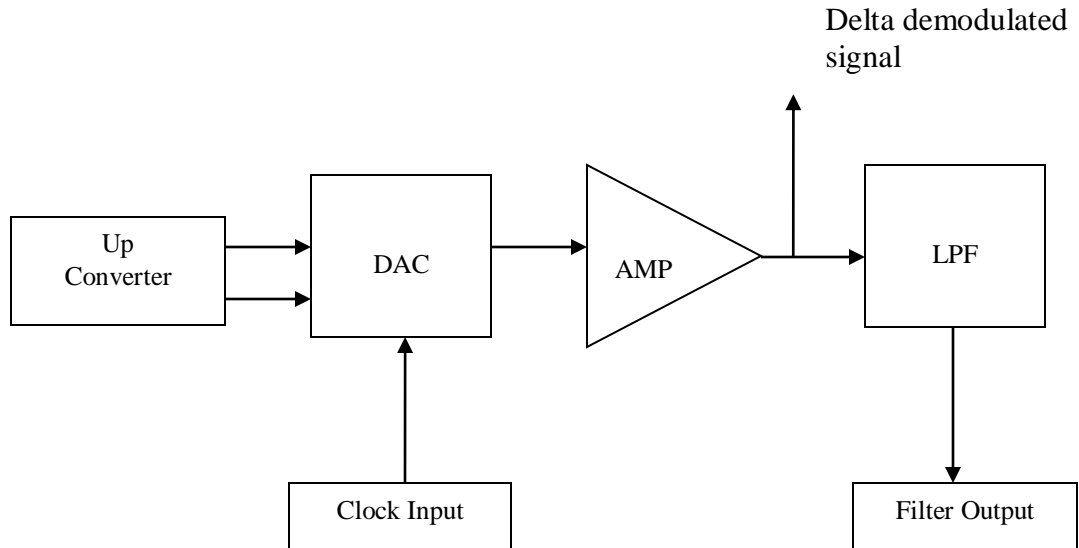 Delta demodulated
signal
Up
Converter
DAC
AMP
LPF
Clock Input
Filter Output